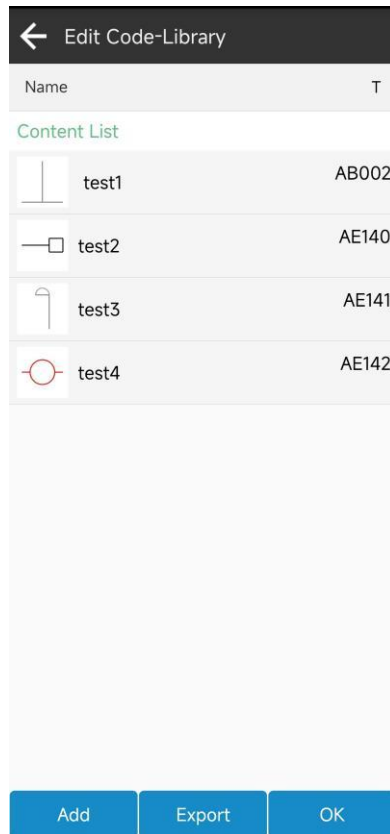 Edit Code-Library
Name T
Content List
test1 AB002
test2 AE140
test3 AE141
test4 AE142
Add Export OK